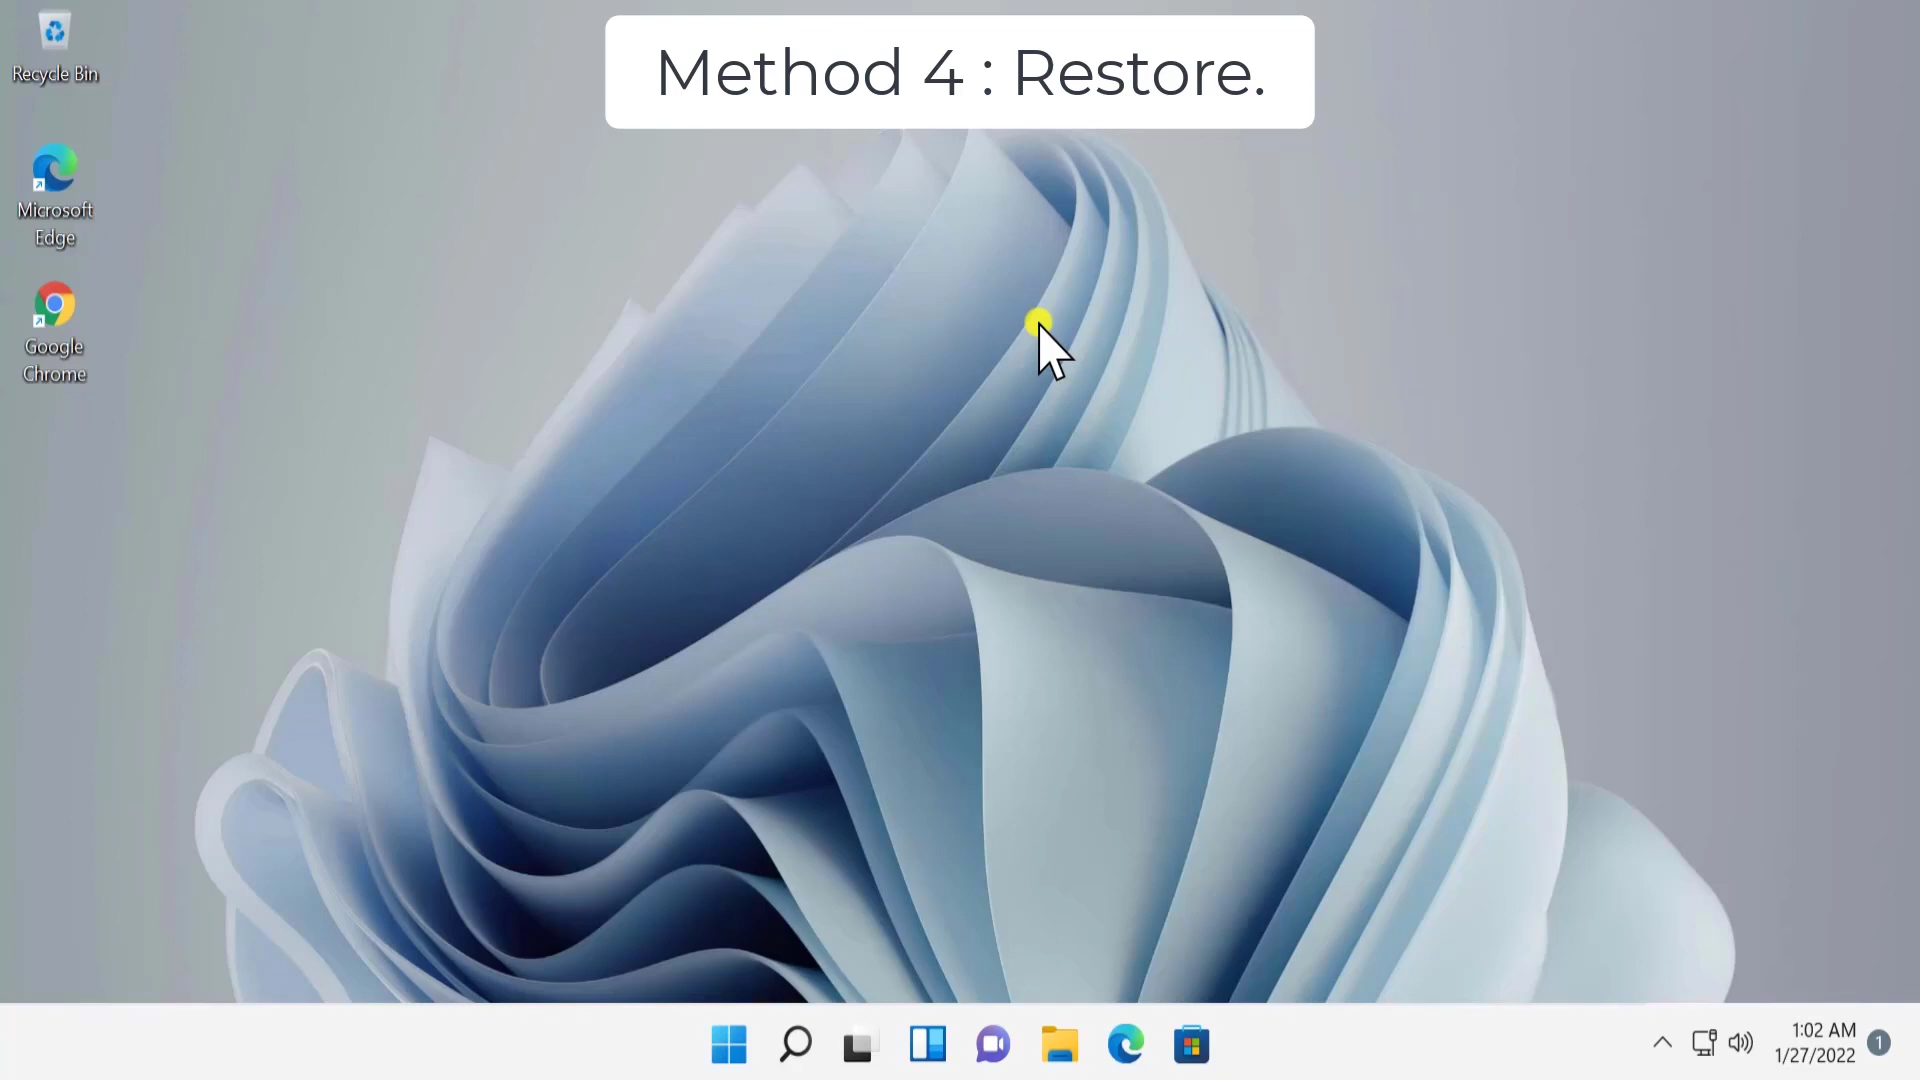 Method 4 : Restore.
Recycle Bin
Microsoft
Edge
Google
Chrome
1:02 AM
1/27/2022
1